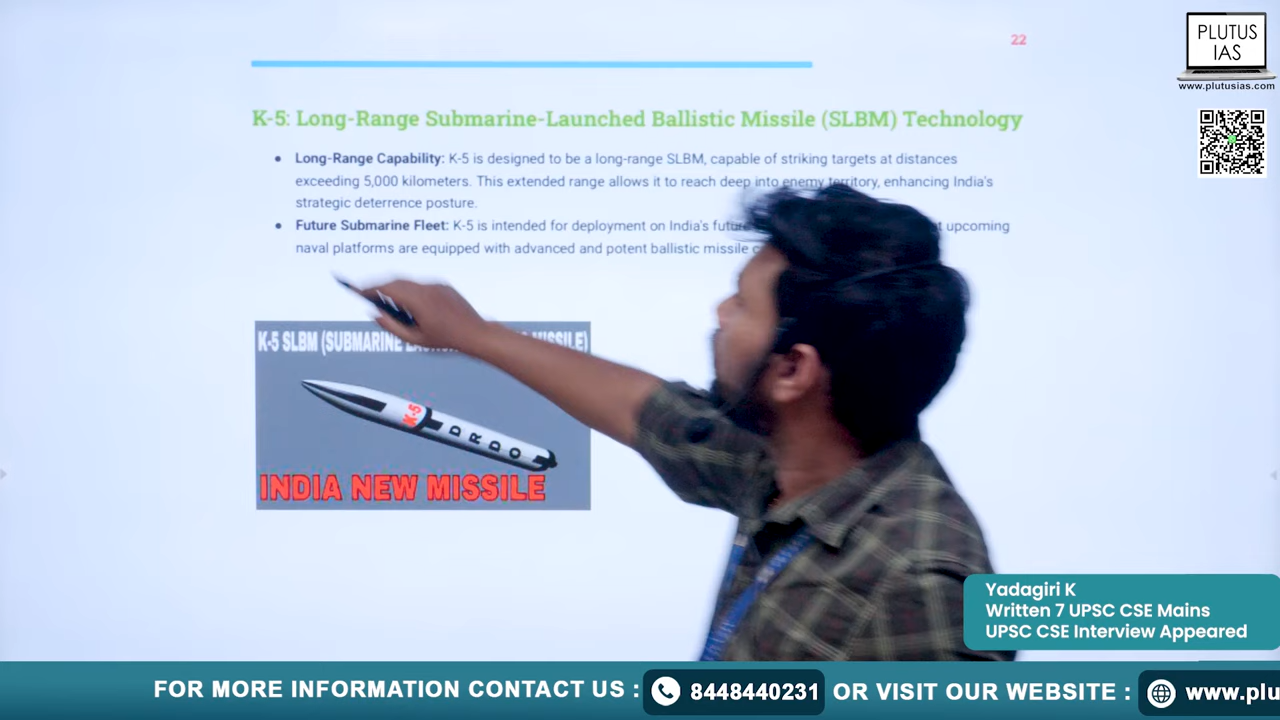 22
PLUTUS
IAS
www.plutusias.com
K-5: Long-Range Submarine-Launched Ballistic Missile (SLBM) Technology
• Long-Range Capability: K-5 is designed to be a long-range SLBM, capable of striking targets at distances
exceeding 5,000 kilometers. This extended range allows it to reach deep into enemy territory, enhancing India's
strategic deterrence posture.
• Future Submarine Fleet: K-5 is intended for deployment on India's upcoming
naval platforms are equipped with advanced and potent ballistic missile
K-5 SLBM (SUBMARINE MISSILE)
K-5
DRDO
INDIA NEW MISSILE
Yadagiri K
Written 7 UPSC CSE Mains
UPSC CSE Interview Appeared
FOR MORE INFORMATION CONTACT US : 8448440231 OR VISIT OUR WEBSITE : www.plu